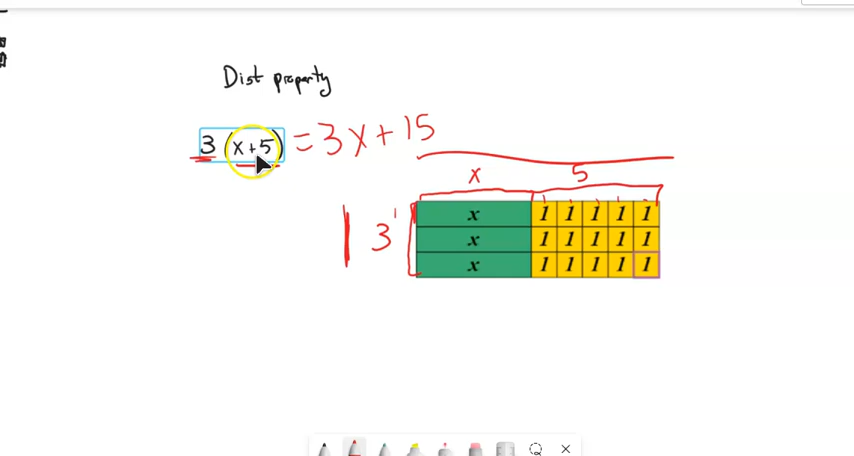 Dist property
3 (x+5) = 3x+15
x 5
3
x 1 1 1 1 1
x 1 1 1 1 1
x 1 1 1 1 1